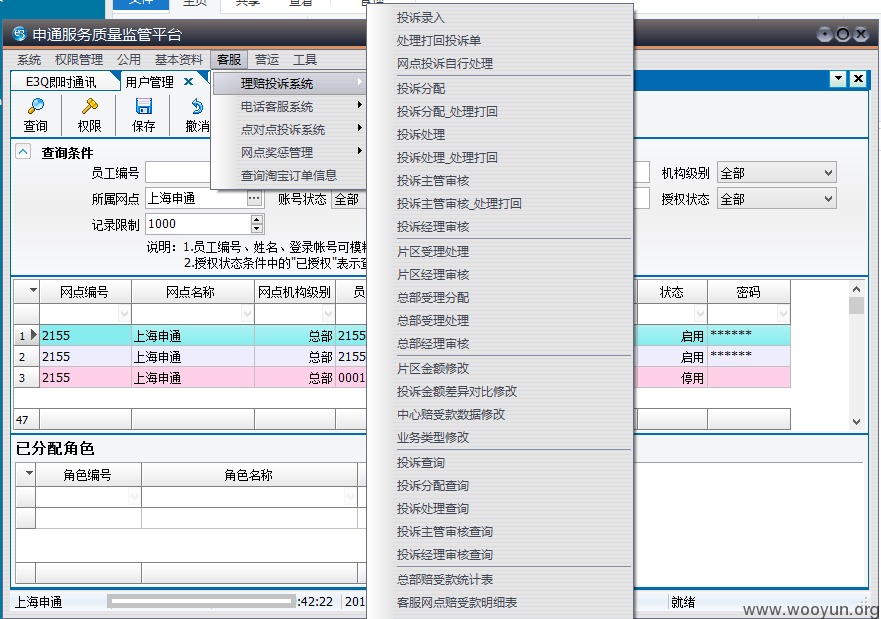 文件 主页 共享 查看 管理
申通服务质量监管平台
系统 权限管理 公用 基本资料 客服 营运 工具
E3Q即时通讯 用户管理
查询 权限 保存 撤消
理赔投诉系统
电话客服系统
点对点投诉系统
网点奖惩管理
查询淘宝订单信息
投诉录入
处理打回投诉单
网点投诉自行处理
投诉分配
投诉分配_处理打回
投诉处理
投诉处理_处理打回
投诉主管审核
投诉主管审核_处理打回
投诉经理审核
片区受理处理
片区经理审核
总部受理分配
总部受理处理
总部经理审核
片区金额修改
投诉金额差异对比修改
中心赔受款数据修改
业务类型修改
投诉查询
投诉分配查询
投诉处理查询
投诉主管审核查询
投诉经理审核查询
总部赔受款统计表
客服网点赔受款明细表
查询条件
员工编号 机构级别 全部
所属网点 上海申通 账号状态 全部 授权状态 全部
记录限制 1000
说明：1.员工编号、姓名、登录帐号可模
2.授权状态条件中的"已授权"表示
网点编号 网点名称 网点机构级别 员 状态 密码
1 2155 上海申通 总部 2155 启用 ******
2 2155 上海申通 总部 2155 启用 ******
3 2155 上海申通 总部 0001 停用
47
已分配角色
角色编号 角色名称
上海申通 :42:22 201 就绪
www.wooyun.org